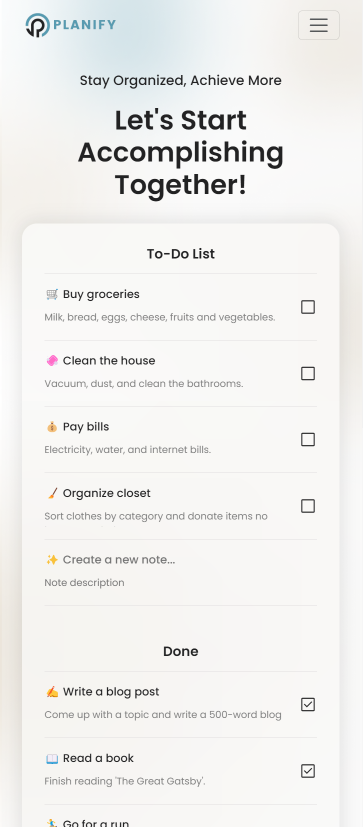 PLANIFY
Stay Organized, Achieve More
Let's Start
Accomplishing
Together!
To-Do List
🛒 Buy groceries
Milk, bread, eggs, cheese, fruits and vegetables.
🧼 Clean the house
Vacuum, dust, and clean the bathrooms.
💰 Pay bills
Electricity, water, and internet bills.
🧹 Organize closet
Sort clothes by category and donate items no
✨ Create a new note...
Note description
Done
✍️ Write a blog post
Come up with a topic and write a 500-word blog
📖 Read a book
Finish reading 'The Great Gatsby'.
🏃‍♂️ Go for a run